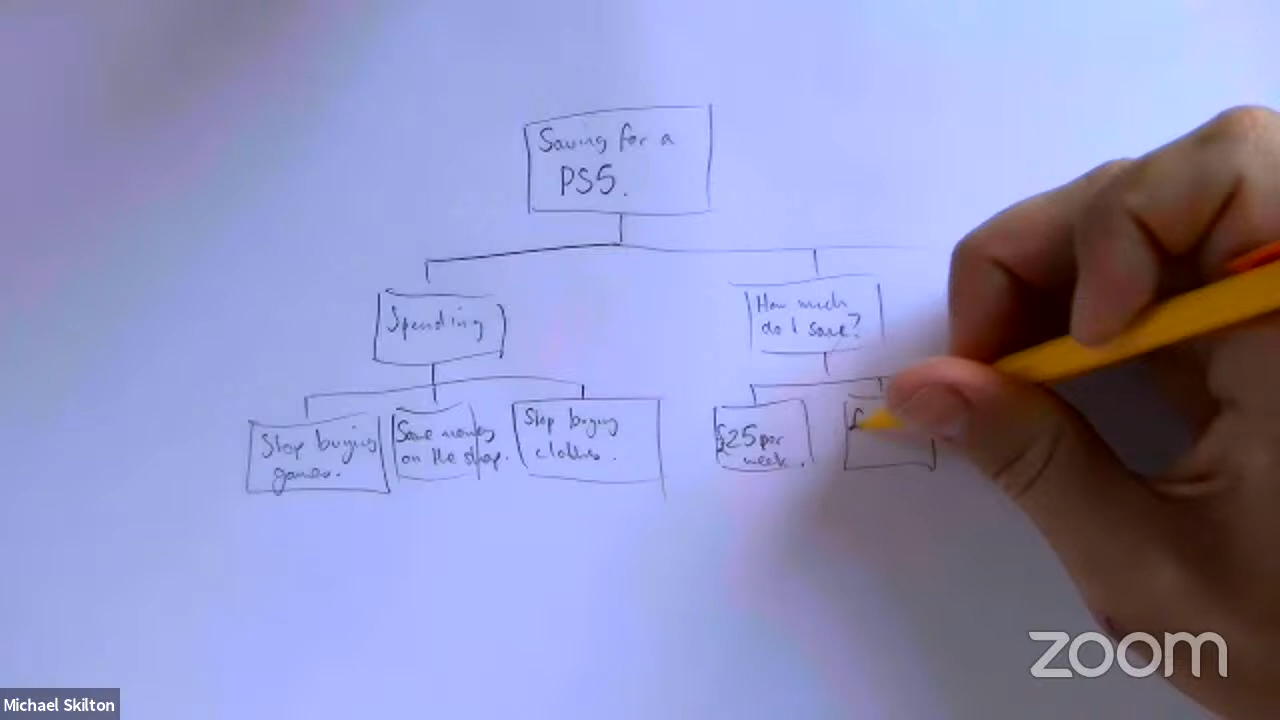 Saving for a
PS5.
Spending
How much
do I save?
Stop buying
games.
Save money
on the shop.
Stop buying
clothes.
£25 per
week.
£
zoom
Michael Skilton